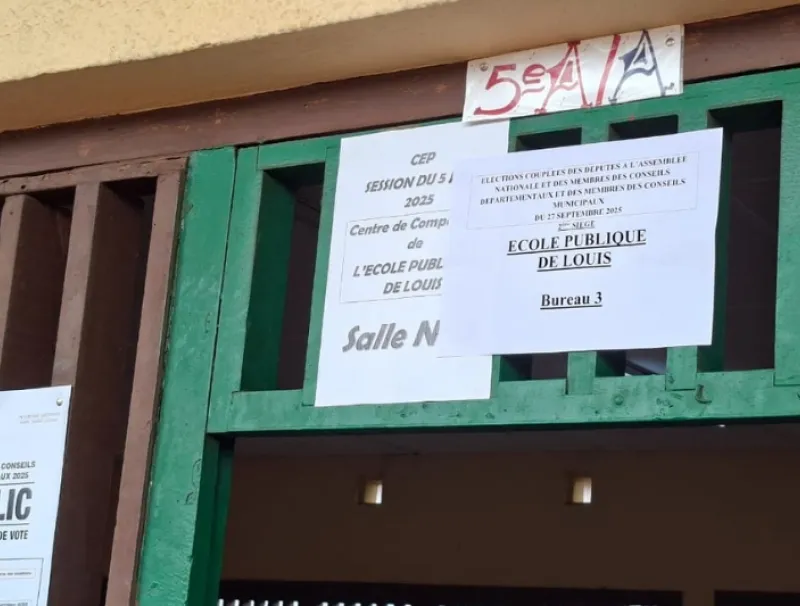 5e A/A
CEP
SESSION DU 5
2025
Centre de
de
L'ECOLE
DE LOUIS
Salle
ELECTIONS COUPLEES DES DEPUTES A L'ASSEMBLEE
NATIONALE ET DES MEMBRES DES CONSEILS
DEPARTEMENTAUX ET DES MEMBRES DES CONSEILS
MUNICIPAUX
DU 27 SEPTEMBRE 2025
2ème SIEGE
ECOLE PUBLIQUE
DE LOUIS
Bureau 3
CONSEILS
UX 2025
LIC
DE VOTE